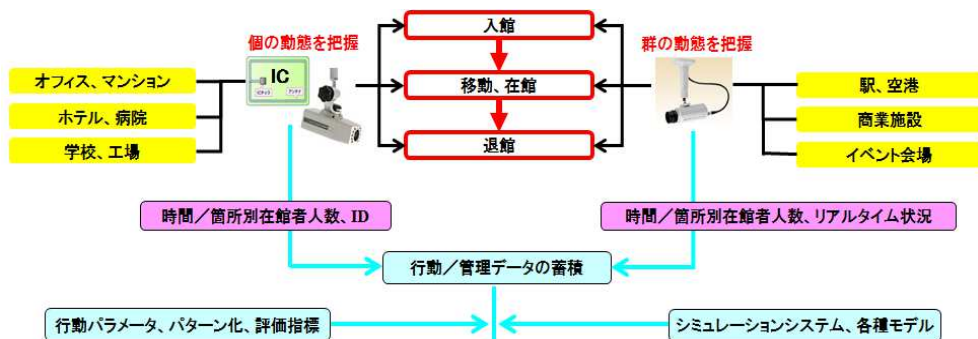 入館
個の動態を把握
群の動態を把握
IC
オフィス、マンション
移動、在館
駅、空港
ホテル、病院
商業施設
学校、工場
退館
イベント会場
時間／箇所別在館者人数、ID
時間／箇所別在館者人数、リアルタイム状況
行動／管理データの蓄積
行動パラメータ、パターン化、評価指標
シミュレーションシステム、各種モデル